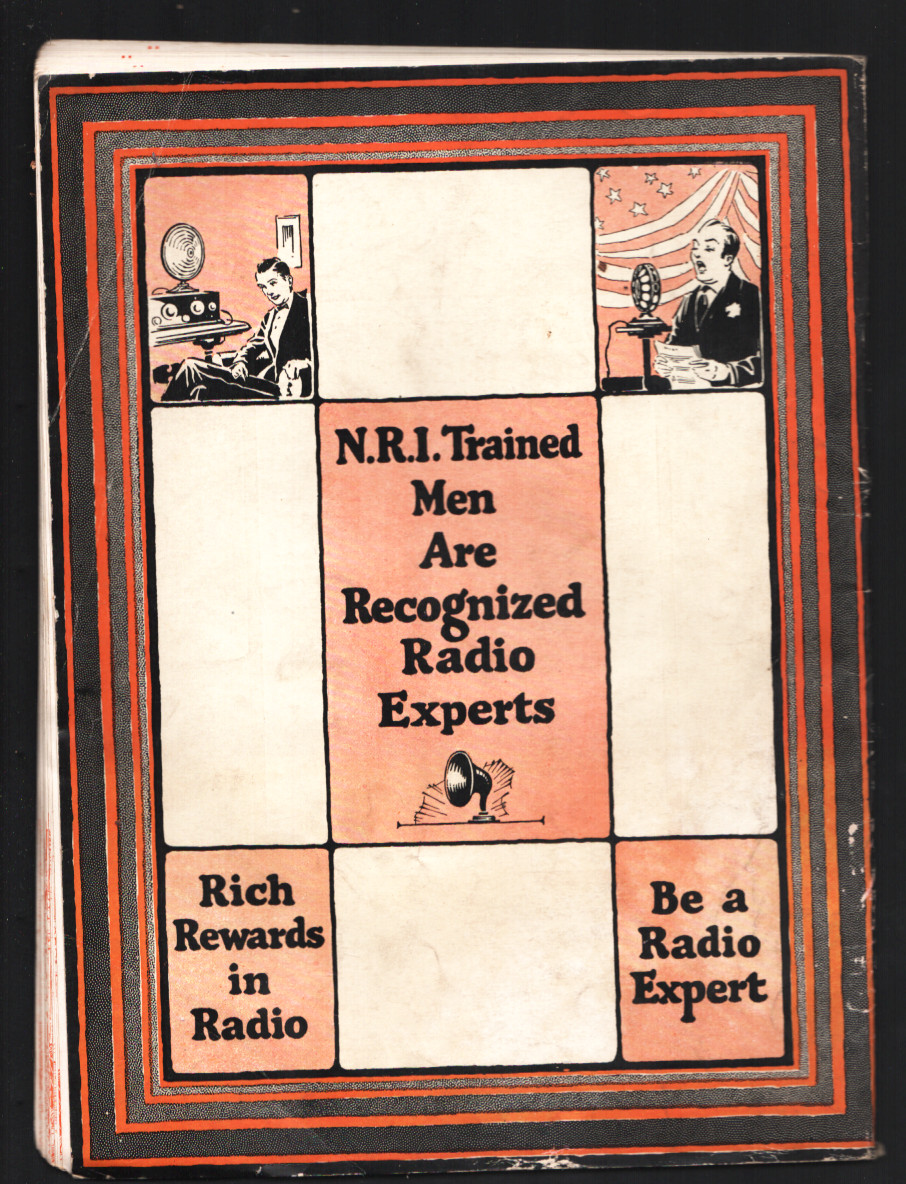 N.R.I. Trained
Men
Are
Recognized
Radio
Experts
Rich
Rewards
in
Radio
Be a
Radio
Expert